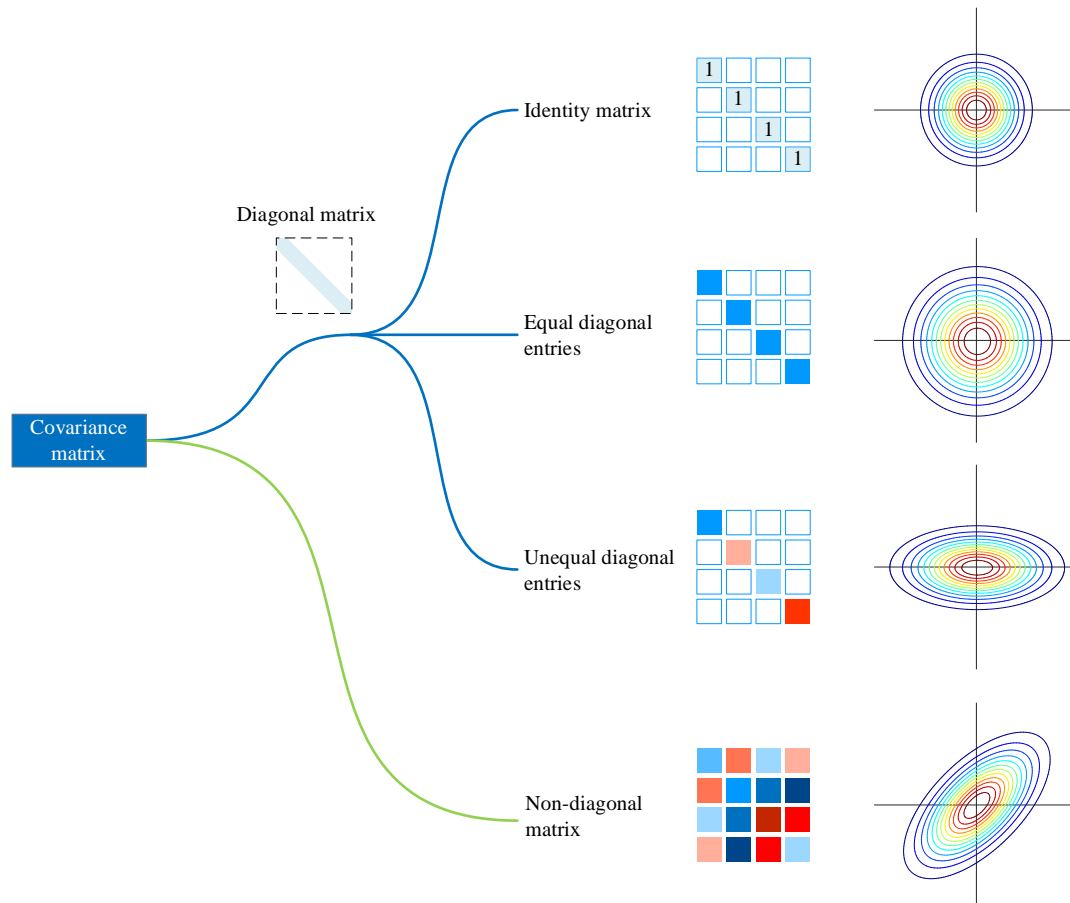 Identity matrix
1
1
1
1
Diagonal matrix
Equal diagonal
entries
Covariance
matrix
Unequal diagonal
entries
Non-diagonal
matrix